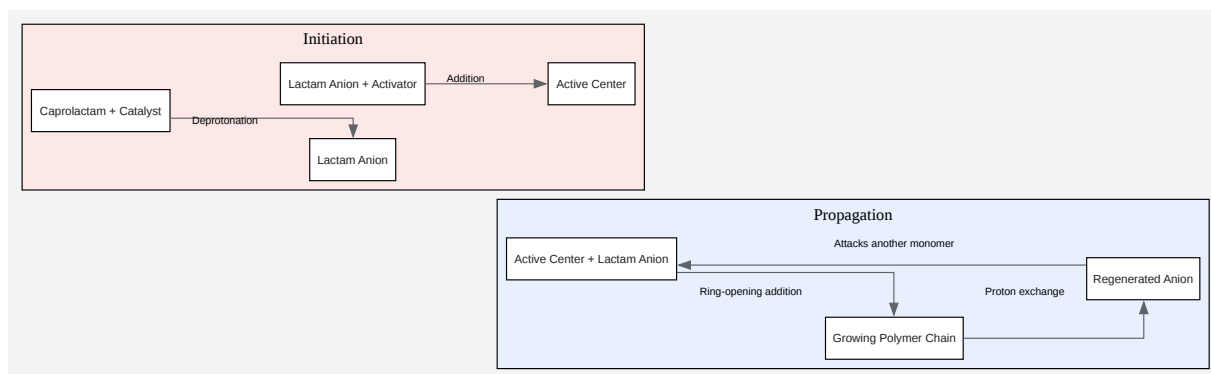 Initiation
Lactam Anion + Activator
Addition
Active Center
Caprolactam + Catalyst
Deprotonation
Lactam Anion
Propagation
Attacks another monomer
Active Center + Lactam Anion
Regenerated Anion
Ring-opening addition
Proton exchange
Growing Polymer Chain